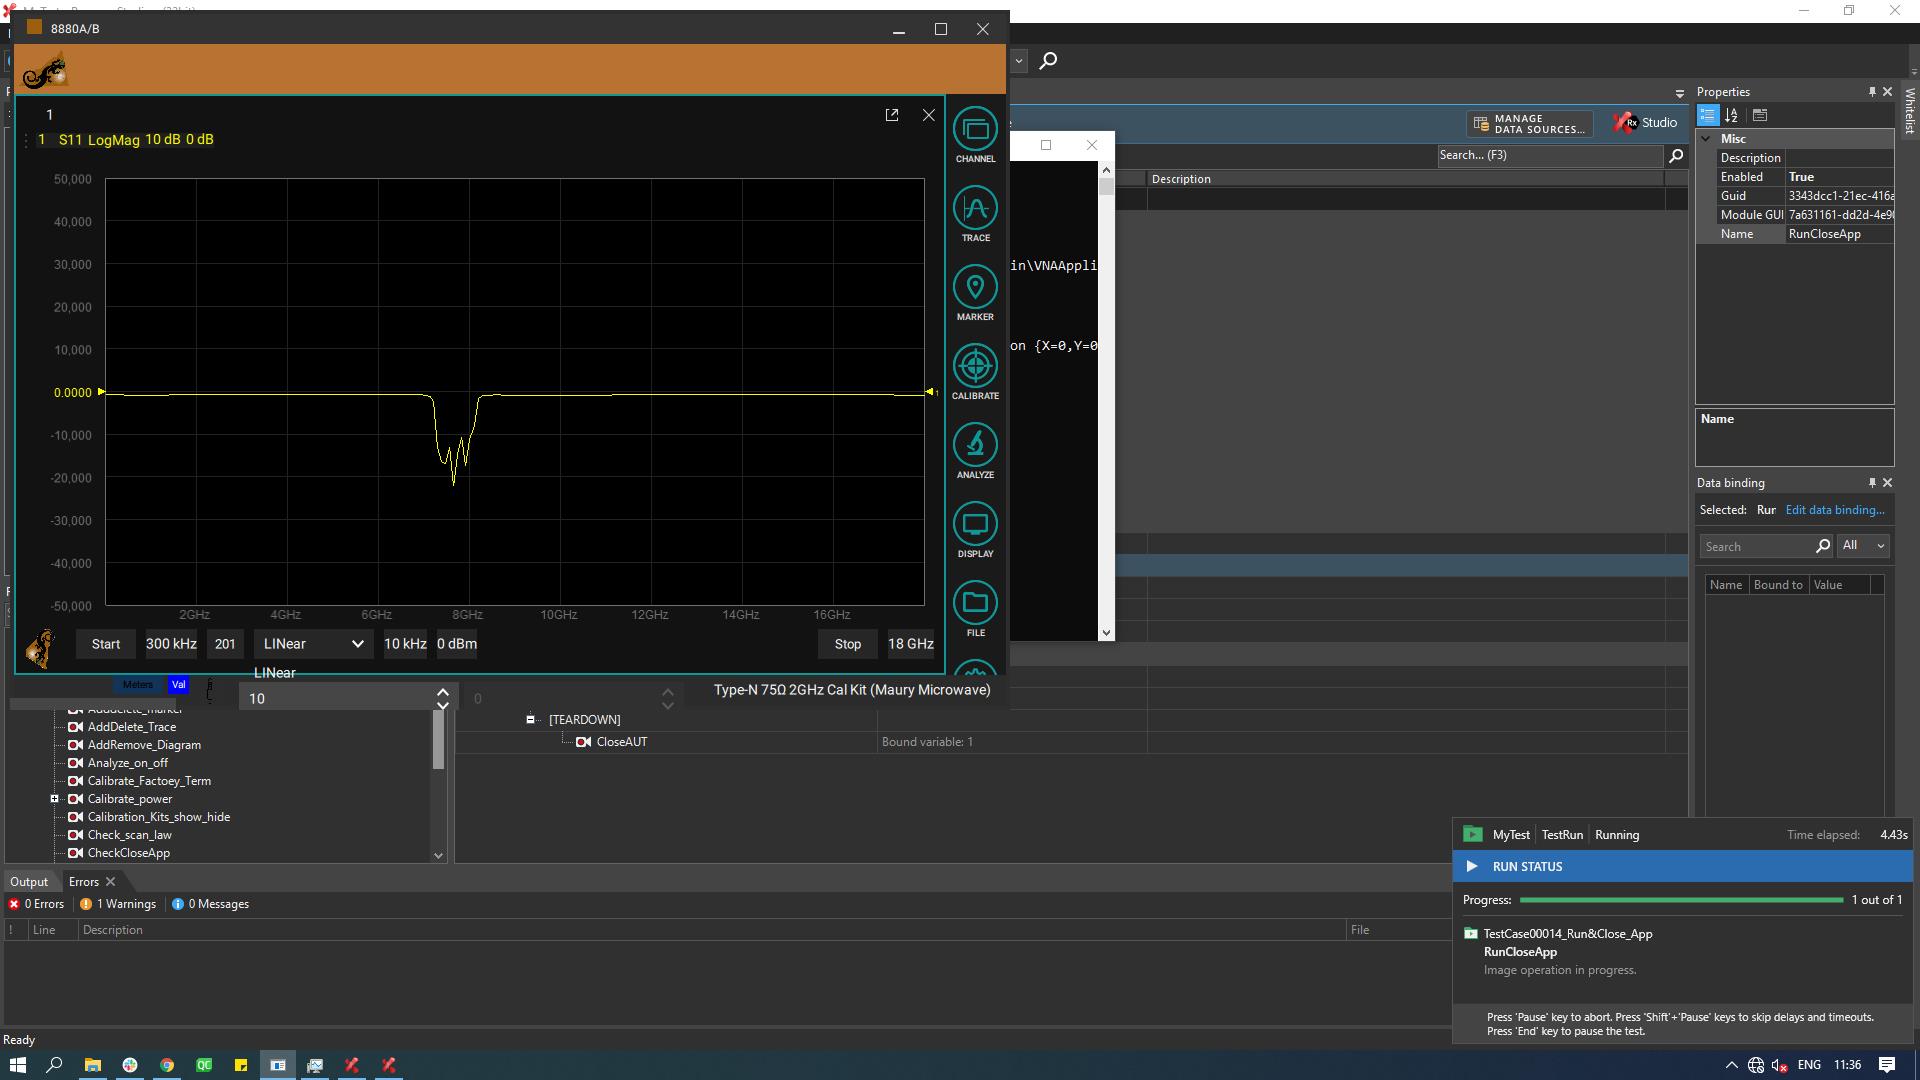 8880A/B
1
1 S11 LogMag 10 dB 0 dB
50,000
40,000
30,000
20,000
10,000
0.0000
-10,000
-20,000
-30,000
-40,000
-50,000
2GHz 4GHz 6GHz 8GHz 10GHz 12GHz 14GHz 16GHz
Start 300 kHz 201 LINear 10 kHz 0 dBm Stop 18 GHz
LINear
Meters Val
10
0
Type-N 75Ω 2GHz Cal Kit (Maury Microwave)
CHANNEL
TRACE
MARKER
CALIBRATE
ANALYZE
DISPLAY
FILE
in\VNAAppli
on {X=0,Y=0
MANAGE
DATA SOURCES...
Rx Studio
Search... (F3)
Description
Properties
Whitelist
Misc
Description
Enabled True
Guid 3343dcc1-21ec-416a
Module GUI 7a631161-dd2d-4e90
Name RunCloseApp
Name
Data binding
Selected: Run Edit data binding...
Search All
Name Bound to Value
AddDelete_Trace
AddRemove_Diagram
Analyze_on_off
Calibrate_Factoey_Term
Calibrate_power
Calibration_Kits_show_hide
Check_scan_law
CheckCloseApp
[TEARDOWN]
CloseAUT Bound variable: 1
Output Errors
0 Errors 1 Warnings 0 Messages
! Line Description File
MyTest TestRun Running Time elapsed: 4.43s
RUN STATUS
Progress: 1 out of 1
TestCase00014_Run&Close_App
RunCloseApp
Image operation in progress.
Press 'Pause' key to abort. Press 'Shift'+'Pause' keys to skip delays and timeouts.
Press 'End' key to pause the test.
Ready
QC
ENG 11:36